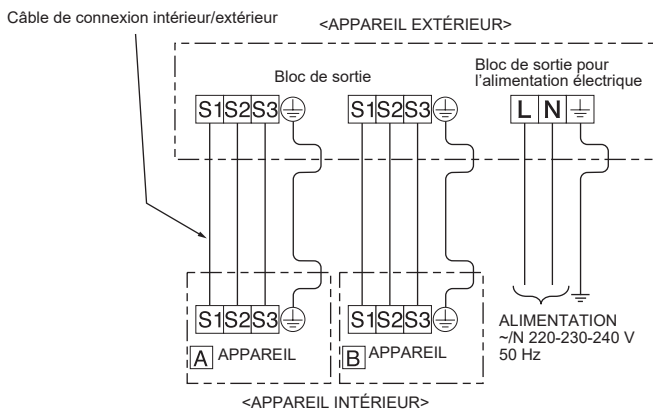 Câble de connexion intérieur/extérieur
<APPAREIL EXTÉRIEUR>
Bloc de sortie
Bloc de sortie pour
l'alimentation électrique
S1 S2 S3
S1 S2 S3
L N
S1 S2 S3
S1 S2 S3
A APPAREIL
B APPAREIL
ALIMENTATION
~/N 220-230-240 V
50 Hz
<APPAREIL INTÉRIEUR>